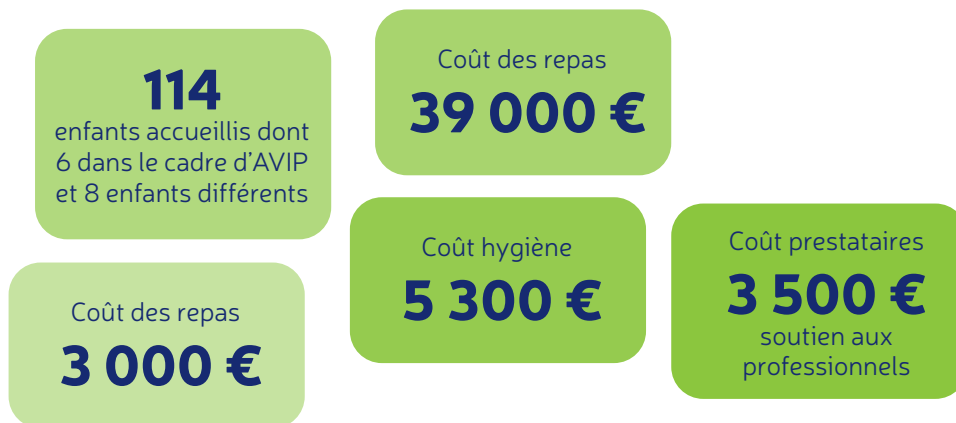 114
enfants accueillis dont
6 dans le cadre d'AVIP
et 8 enfants différents
Coût des repas
39 000 €
Coût hygiène
5 300 €
Coût prestataires
3 500 €
soutien aux
professionnels
Coût des repas
3 000 €